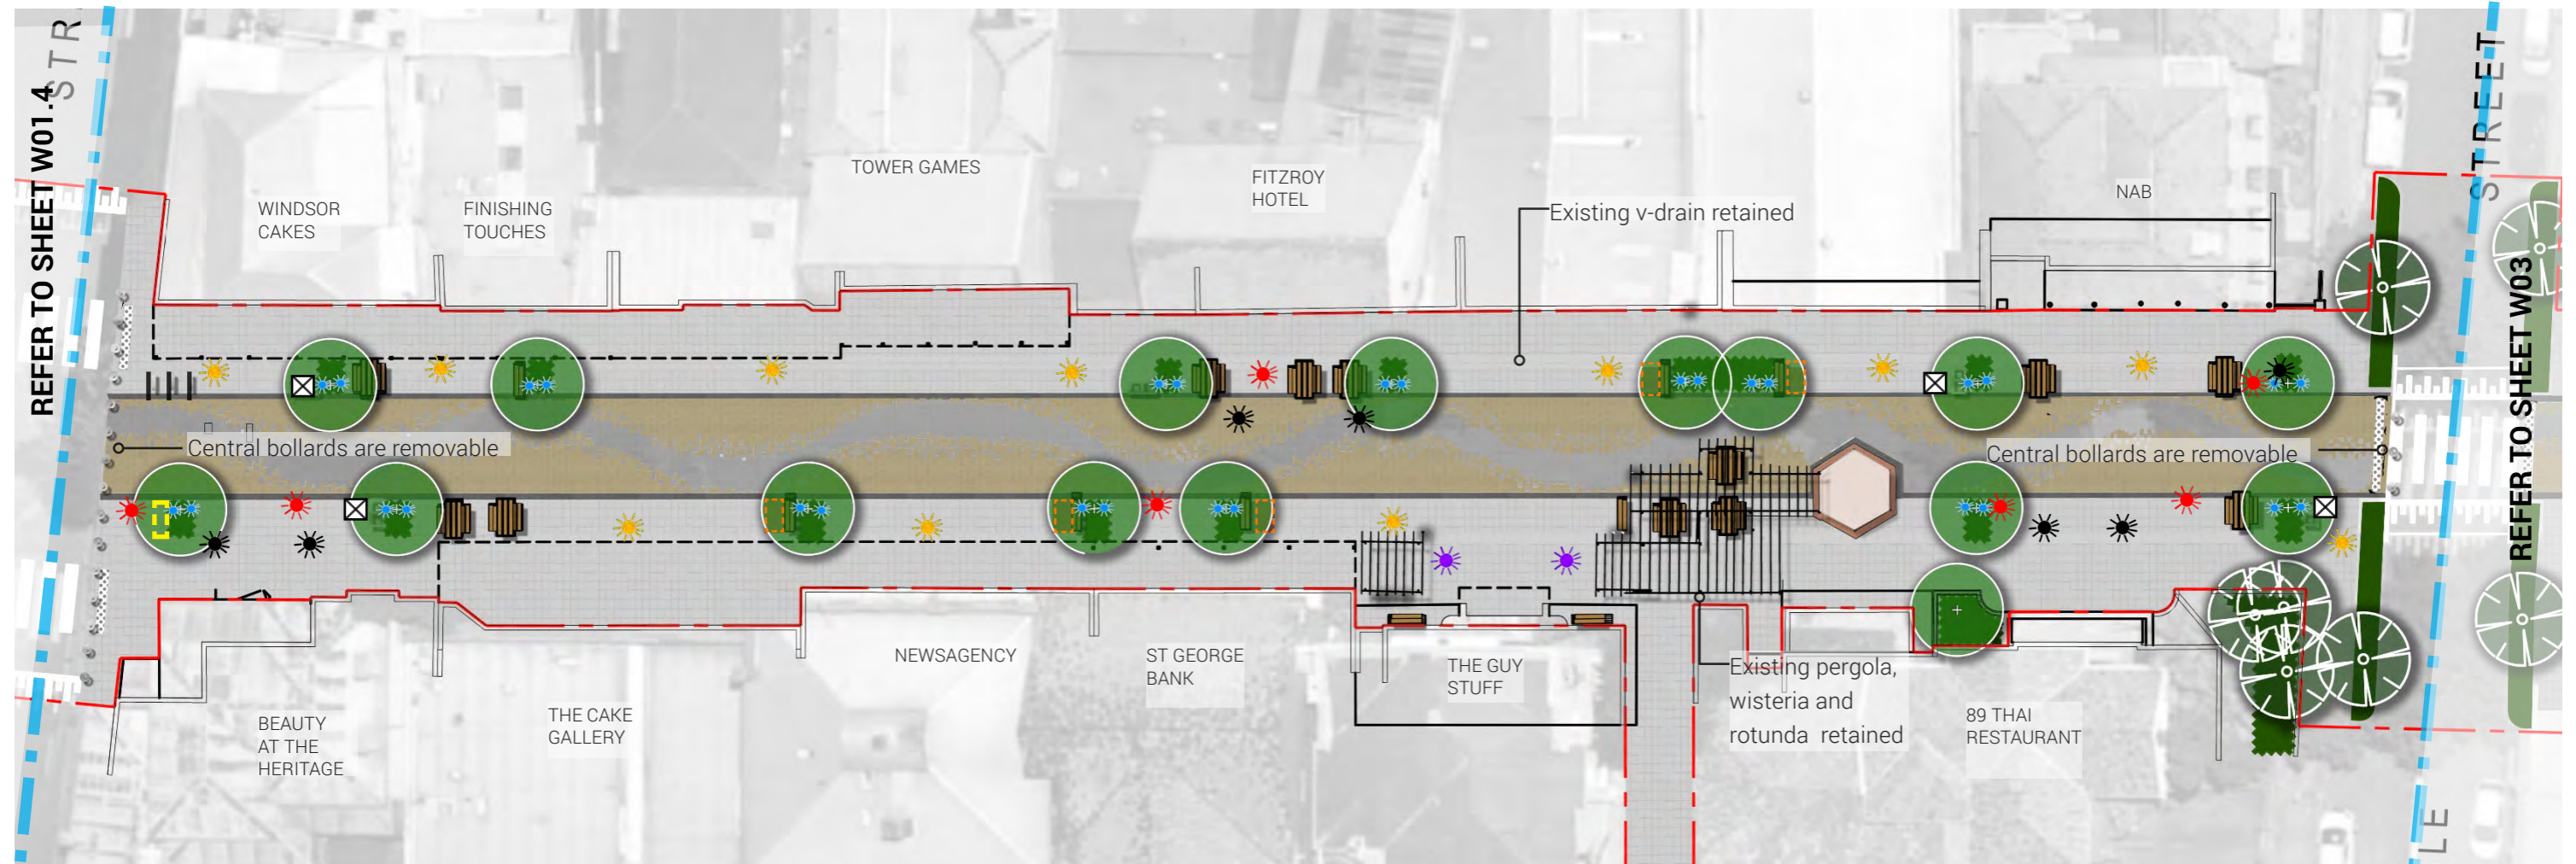 STR
REFER TO SHEET W01.4
WINDSOR
CAKES
FINISHING
TOUCHES
TOWER GAMES
FITZROY
HOTEL
Existing v-drain retained
NAB
STREET
REFER TO SHEET W03
Central bollards are removable
Central bollards are removable
BEAUTY
AT THE
HERITAGE
THE CAKE
GALLERY
NEWSAGENCY
ST GEORGE
BANK
THE GUY
STUFF
Existing pergola,
wisteria and
rotunda retained
89 THAI
RESTAURANT
LE